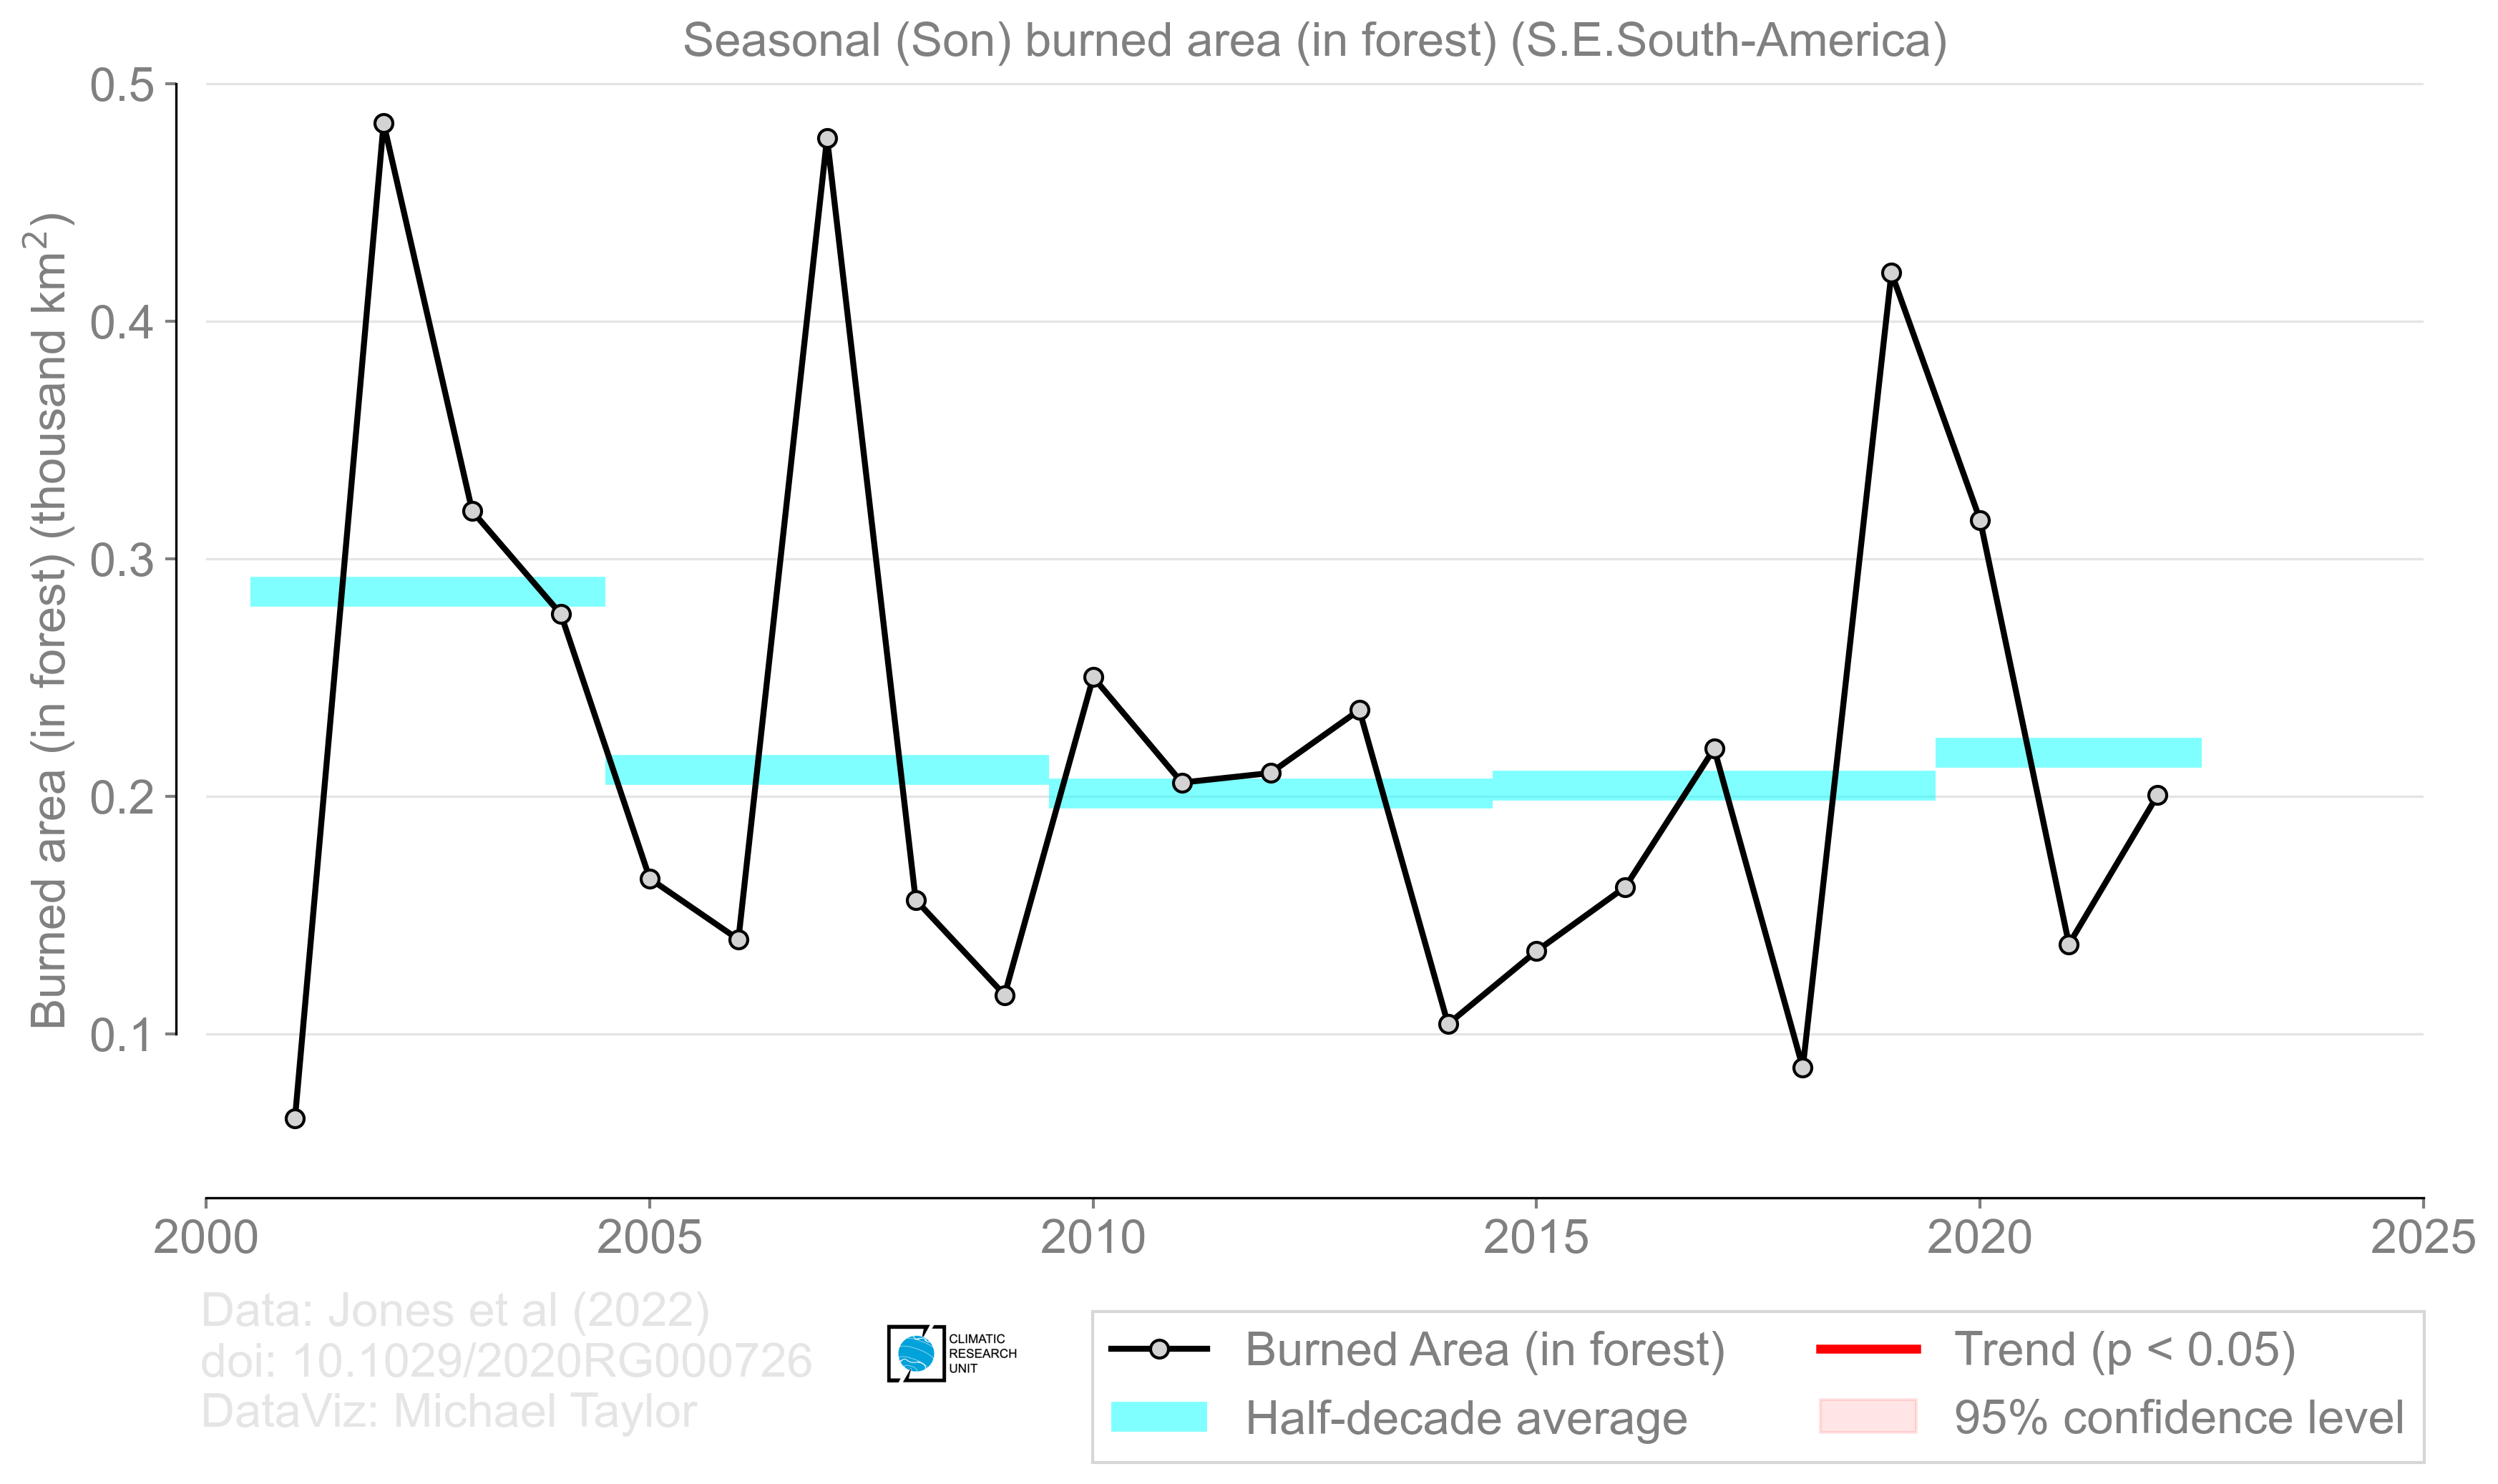 Seasonal (Son) burned area (in forest) (S.E.South-America)
Burned area (in forest) (thousand km²)
0.5
0.4
0.3
0.2
0.1
2000 2005 2010 2015 2020 2025
Data: Jones et al (2022)
doi: 10.1029/2020RG000726
DataViz: Michael Taylor
CLIMATIC
RESEARCH
UNIT
Burned Area (in forest)
Half-decade average
Trend (p < 0.05)
95% confidence level